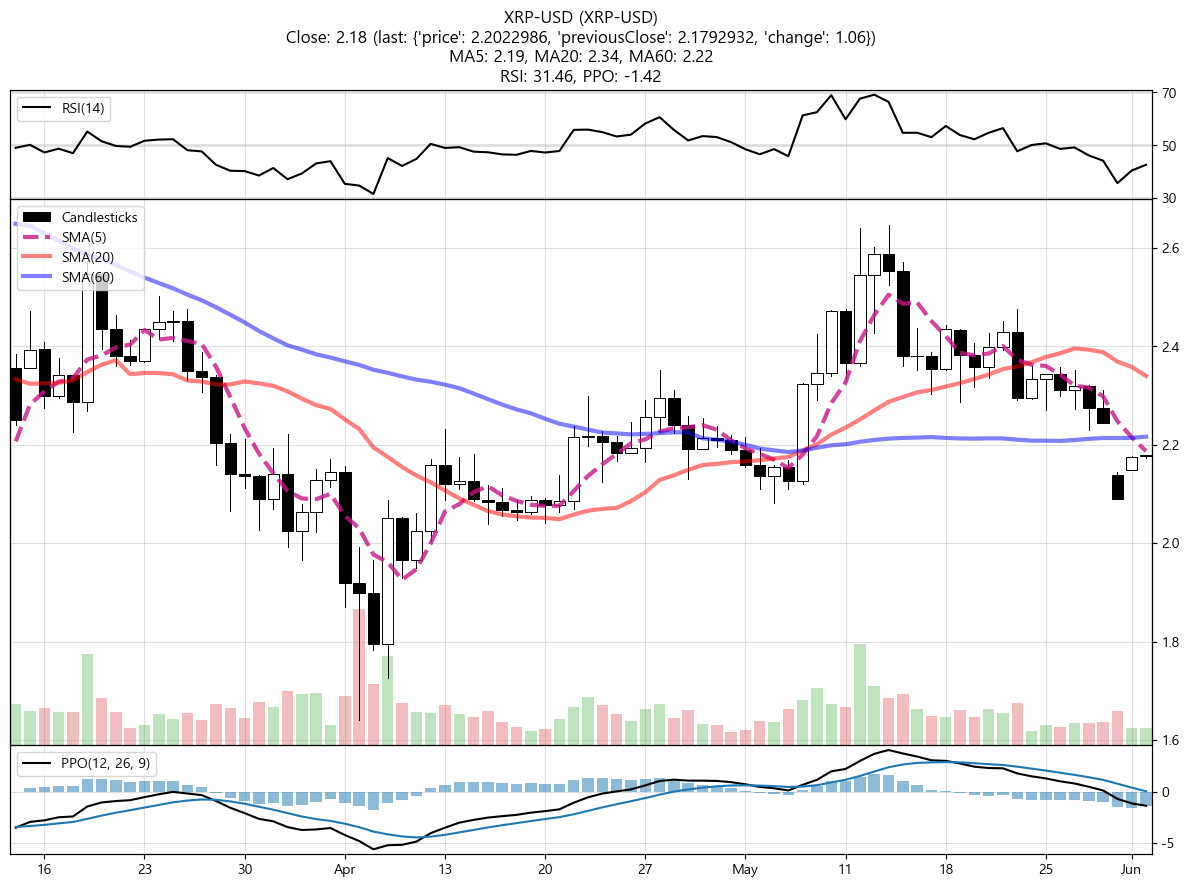 XRP-USD (XRP-USD)
Close: 2.18 (last: {'price': 2.2022986, 'previousClose': 2.1792932, 'change': 1.06})
MA5: 2.19, MA20: 2.34, MA60: 2.22
RSI: 31.46, PPO: -1.42
RSI(14)
70
50
30
Candlesticks
SMA(5)
SMA(20)
SMA(60)
2.6
2.4
2.2
2.0
1.8
1.6
PPO(12, 26, 9)
0
-5
16 23 30 Apr 13 20 27 May 11 18 25 Jun